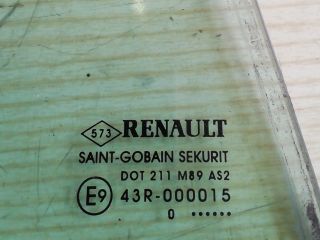 573 RENAULT
SAINT-GOBAIN SEKURIT
DOT 211 M89 AS2
E9 43R-000015
0 ······